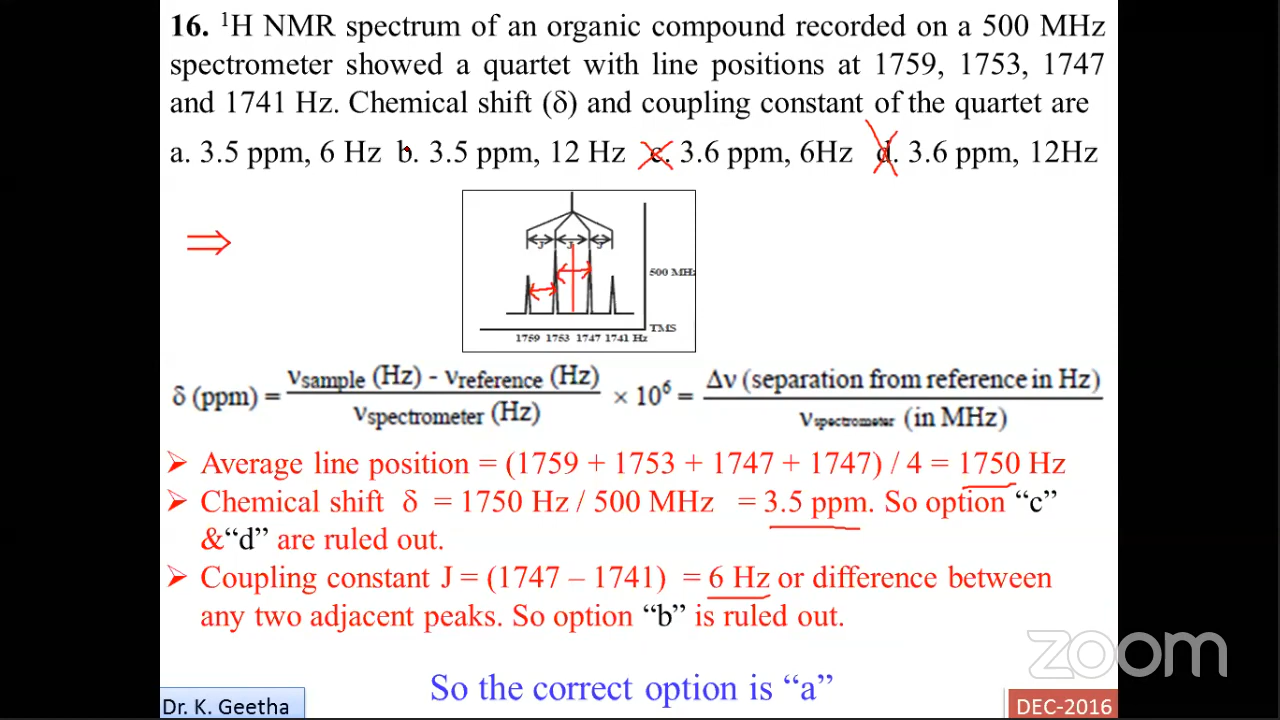 16. ¹H NMR spectrum of an organic compound recorded on a 500 MHz
spectrometer showed a quartet with line positions at 1759, 1753, 1747
and 1741 Hz. Chemical shift (δ) and coupling constant of the quartet are
a. 3.5 ppm, 6 Hz b. 3.5 ppm, 12 Hz c. 3.6 ppm, 6Hz d. 3.6 ppm, 12Hz
⇒
J J J
500 MHz
TMS
1759 1753 1747 1741 Hz
δ (ppm) = νsample (Hz) - νreference (Hz) / νspectrometer (Hz) × 10⁶ = Δν (separation from reference in Hz) / νspectrometer (in MHz)
➢ Average line position = (1759 + 1753 + 1747 + 1747) / 4 = 1750 Hz
➢ Chemical shift δ = 1750 Hz / 500 MHz = 3.5 ppm. So option “c”
&“d” are ruled out.
➢ Coupling constant J = (1747 – 1741) = 6 Hz or difference between
any two adjacent peaks. So option “b” is ruled out.
zoom
So the correct option is “a”
Dr. K. Geetha
DEC-2016